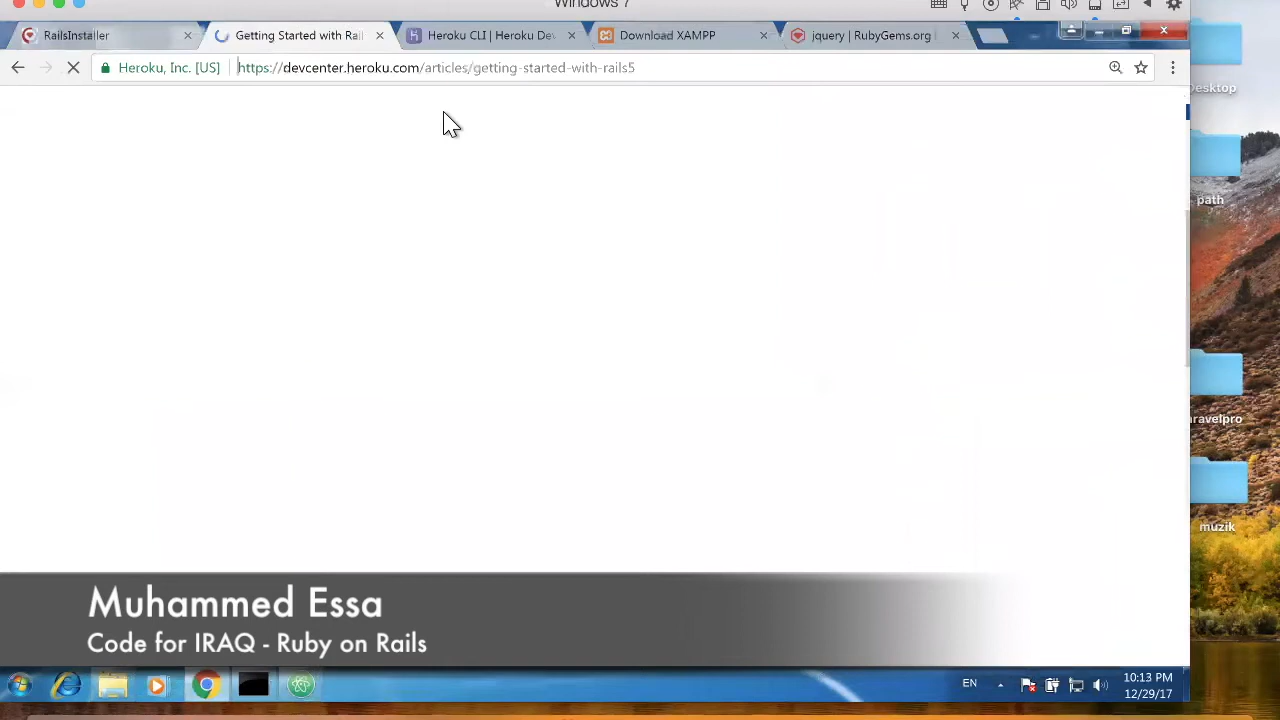 Windows 7
RailsInstaller
Getting Started with Rai
Heroku CLI | Heroku Dev
Download XAMPP
jquery | RubyGems.org |
Heroku, Inc. [US]
https://devcenter.heroku.com/articles/getting-started-with-rails5
Desktop
path
aravelpro
muzik
Muhammed Essa
Code for IRAQ - Ruby on Rails
EN
10:13 PM
12/29/17